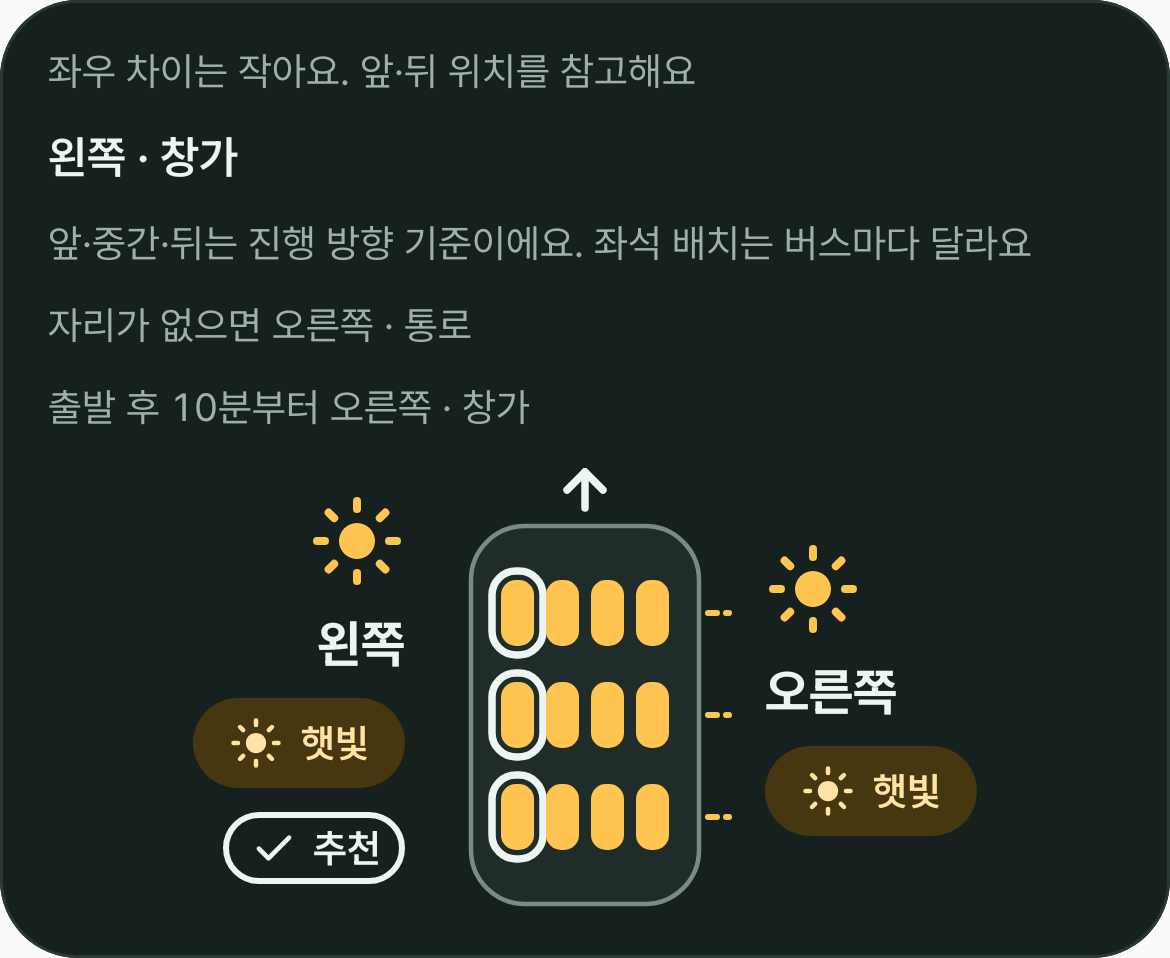 좌우 차이는 작아요. 앞·뒤 위치를 참고해요
왼쪽 · 창가
앞·중간·뒤는 진행 방향 기준이에요. 좌석 배치는 버스마다 달라요
자리가 없으면 오른쪽 · 통로
출발 후 10분부터 오른쪽 · 창가
왼쪽
햇빛
추천
오른쪽
햇빛